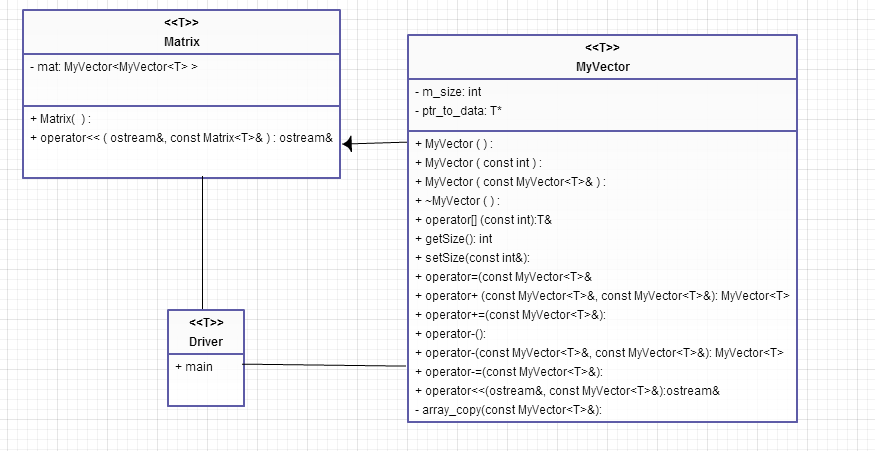 <<T>>
Matrix
- mat: MyVector<MyVector<T> >
+ Matrix( ) :
+ operator<< ( ostream&, const Matrix<T>& ) : ostream&
<<T>>
MyVector
- m_size: int
- ptr_to_data: T*
+ MyVector ( ) :
+ MyVector ( const int ) :
+ MyVector ( const MyVector<T>& ) :
+ ~MyVector ( ) :
+ operator[] (const int):T&
+ getSize(): int
+ setSize(const int&):
+ operator=(const MyVector<T>&
+ operator+ (const MyVector<T>&, const MyVector<T>&): MyVector<T>
+ operator+=(const MyVector<T>&):
+ operator-():
+ operator-(const MyVector<T>&, const MyVector<T>&): MyVector<T>
+ operator-=(const MyVector<T>&):
+ operator<<(ostream&, const MyVector<T>&):ostream&
- array_copy(const MyVector<T>&):
<<T>>
Driver
+ main